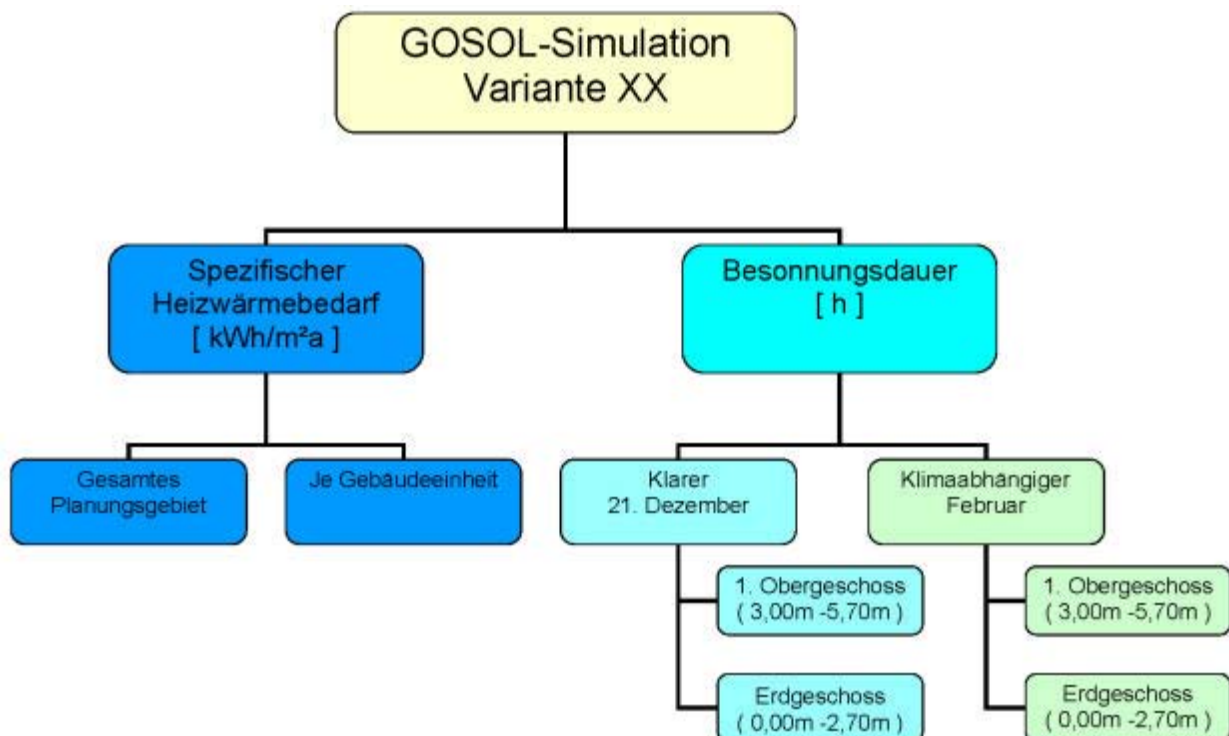 GOSOL-Simulation
Variante XX
Spezifischer
Heizwärmebedarf
[ kWh/m²a ]
Besonnungsdauer
[ h ]
Gesamtes
Planungsgebiet
Je Gebäudeeinheit
Klarer
21. Dezember
Klimaabhängiger
Februar
1. Obergeschoss
( 3,00m -5,70m )
1. Obergeschoss
( 3,00m -5,70m )
Erdgeschoss
( 0,00m -2,70m )
Erdgeschoss
( 0,00m -2,70m )